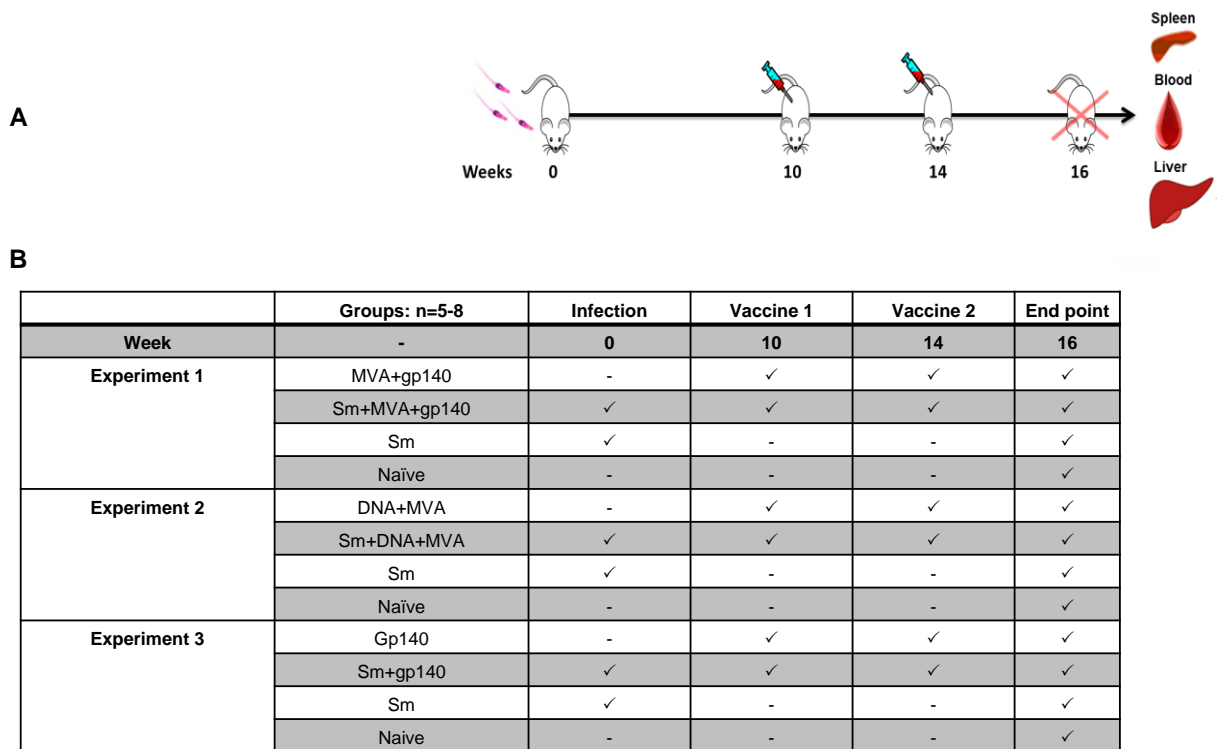 A
Spleen
Blood
Liver
Weeks 0 10 14 16
B
Groups: n=5-8 Infection Vaccine 1 Vaccine 2 End point
Week - 0 10 14 16
Experiment 1 MVA+gp140 - ✓ ✓ ✓
Sm+MVA+gp140 ✓ ✓ ✓ ✓
Sm ✓ - - ✓
Naïve - - - ✓
Experiment 2 DNA+MVA - ✓ ✓ ✓
Sm+DNA+MVA ✓ ✓ ✓ ✓
Sm ✓ - - ✓
Naïve - - - ✓
Experiment 3 Gp140 - ✓ ✓ ✓
Sm+gp140 ✓ ✓ ✓ ✓
Sm ✓ - - ✓
Naive - - - ✓